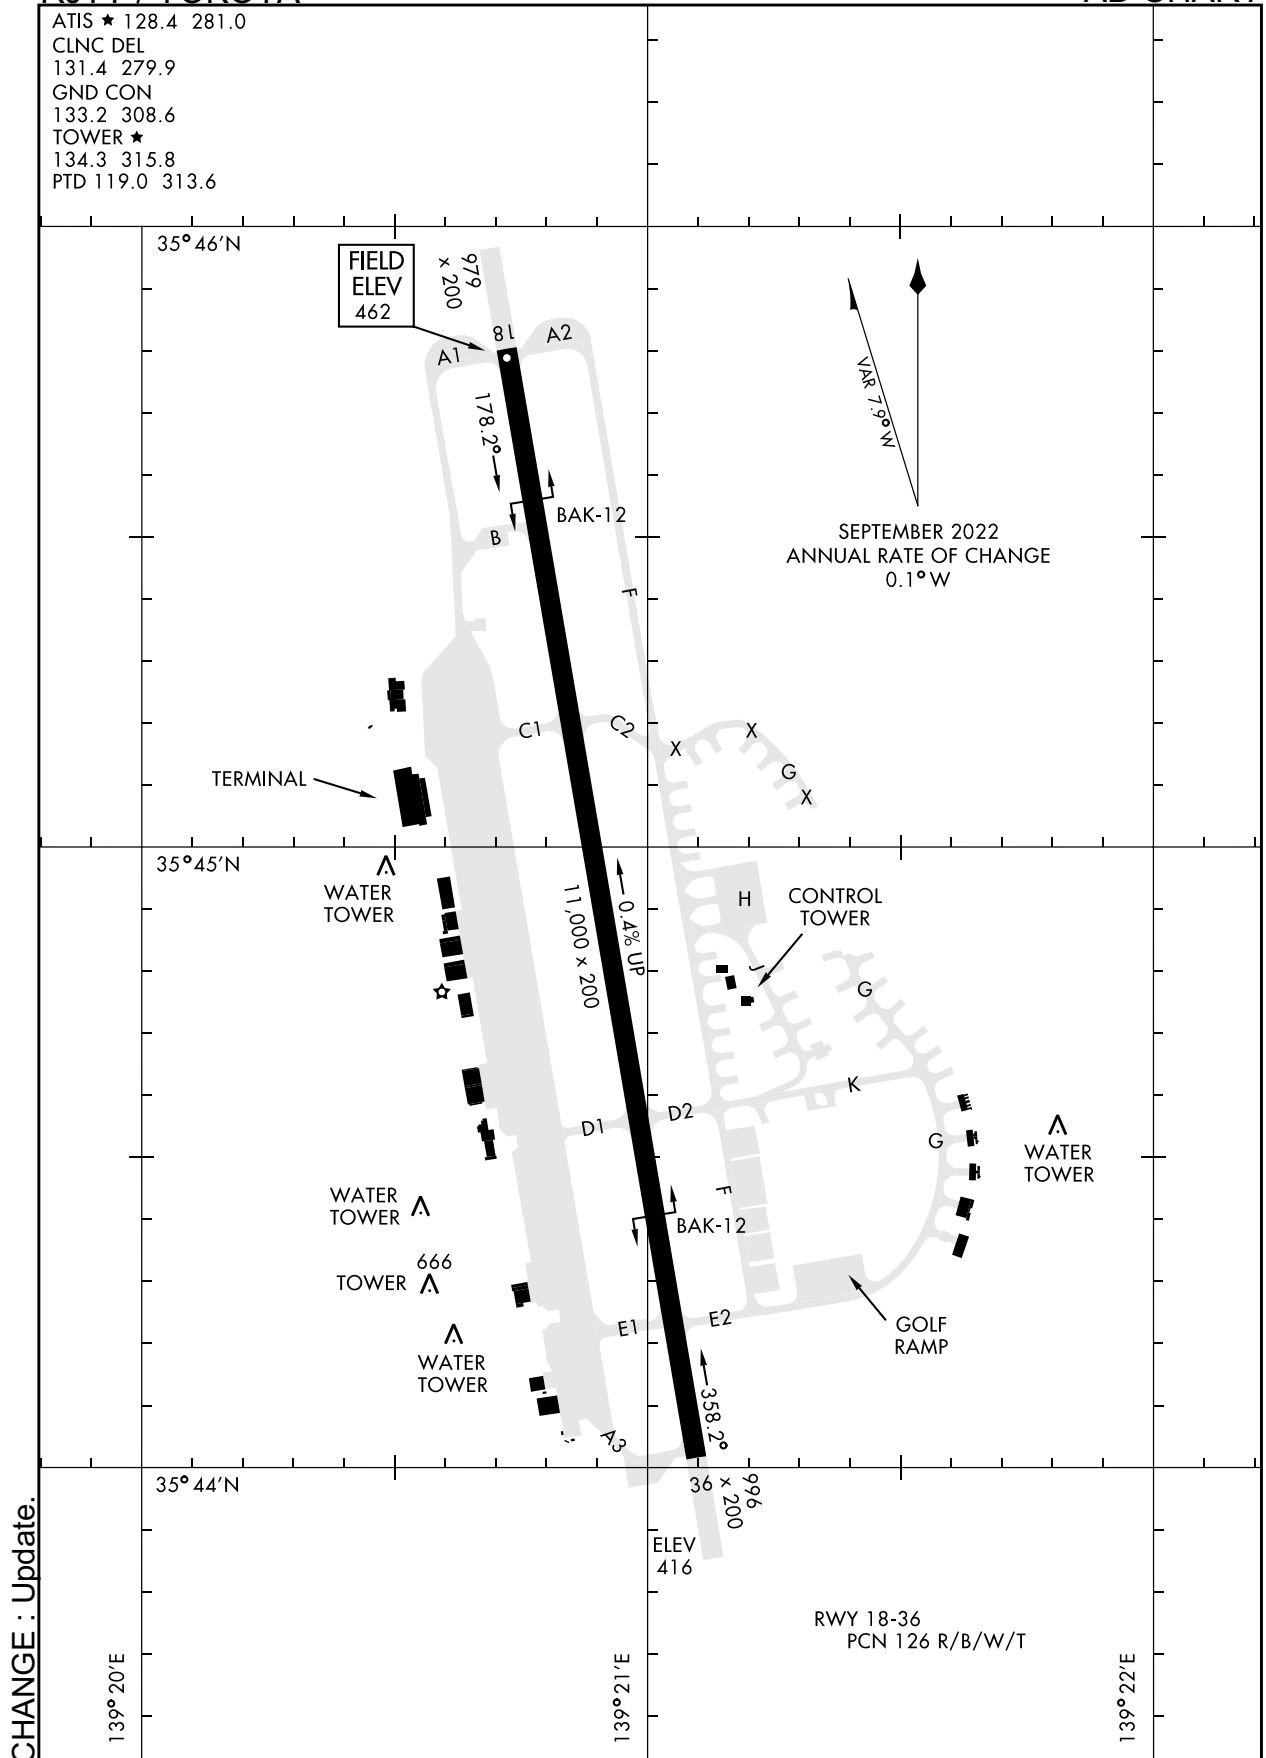 ATIS ★ 128.4 281.0
CLNC DEL
131.4 279.9
GND CON
133.2 308.6
TOWER ★
134.3 315.8
PTD 119.0 313.6
35°46'N
FIELD
ELEV
462
979
x 200
18
A1
A2
178.2°
BAK-12
B
F
VAR 7.9° W
SEPTEMBER 2022
ANNUAL RATE OF CHANGE
0.1° W
C1
C2
X
X
G
X
TERMINAL
35°45'N
WATER
TOWER
11,000 x 200
0.4% UP
H
CONTROL
TOWER
J
G
K
D1
D2
G
WATER
TOWER
F
WATER
TOWER
BAK-12
666
TOWER
E1
E2
GOLF
RAMP
WATER
TOWER
358.2°
A3
35°44'N
36
996
x 200
ELEV
416
RWY 18-36
PCN 126 R/B/W/T
139°20'E
139°21'E
139°22'E
CHANGE : Update.